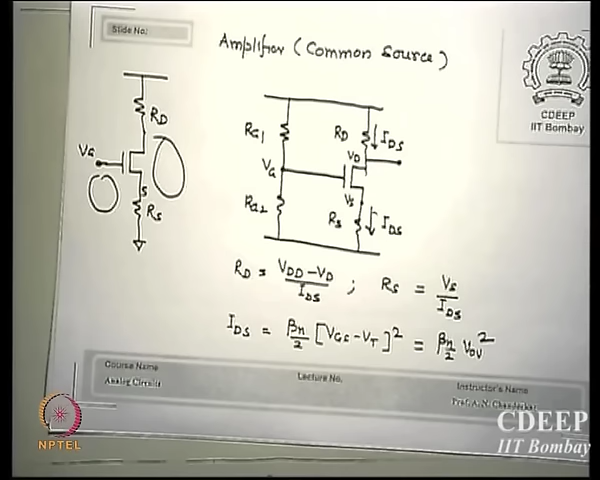 Slide No:
Amplifier (Common Source)
CDEEP
IIT Bombay
RD
VG
S
RS
RG1
RD
IDS
VD
VG
VS
RG2
RS
IDS
RD = VDD - VD / IDS ; RS = VS / IDS
IDS = βn/2 [VGS - VT]² = βn/2 VOV²
Course Name
Analog Circuits
Lecture No.
Instructor's Name
Prof. A. N. Chandorkar
NPTEL
CDEEP
IIT Bombay